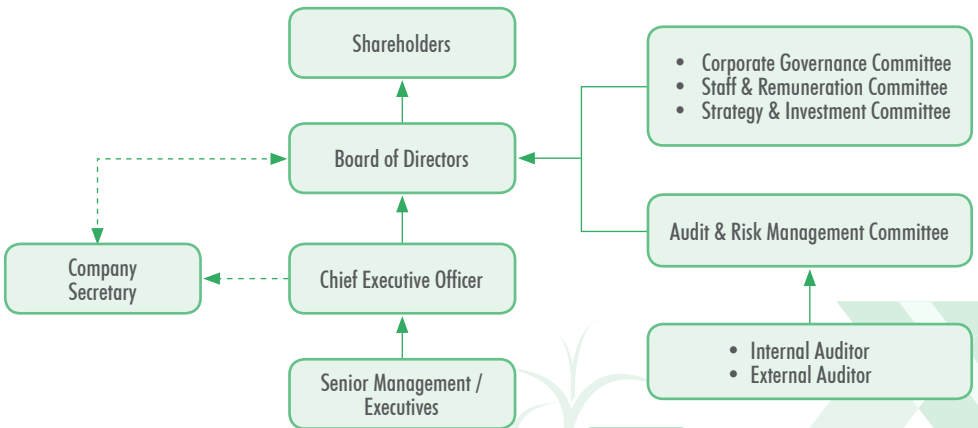 Shareholders
• Corporate Governance Committee
• Staff & Remuneration Committee
• Strategy & Investment Committee
Board of Directors
Audit & Risk Management Committee
Company
Secretary
Chief Executive Officer
• Internal Auditor
• External Auditor
Senior Management /
Executives